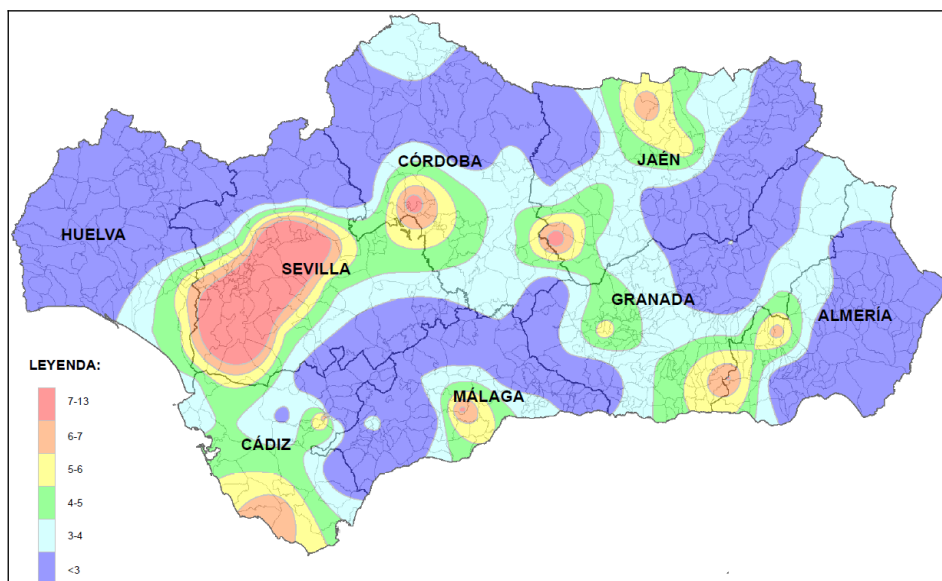 CÓRDOBA
JAÉN
HUELVA
SEVILLA
GRANADA
ALMERÍA
MÁLAGA
CÁDIZ
LEYENDA:
7-13
6-7
5-6
4-5
3-4
<3